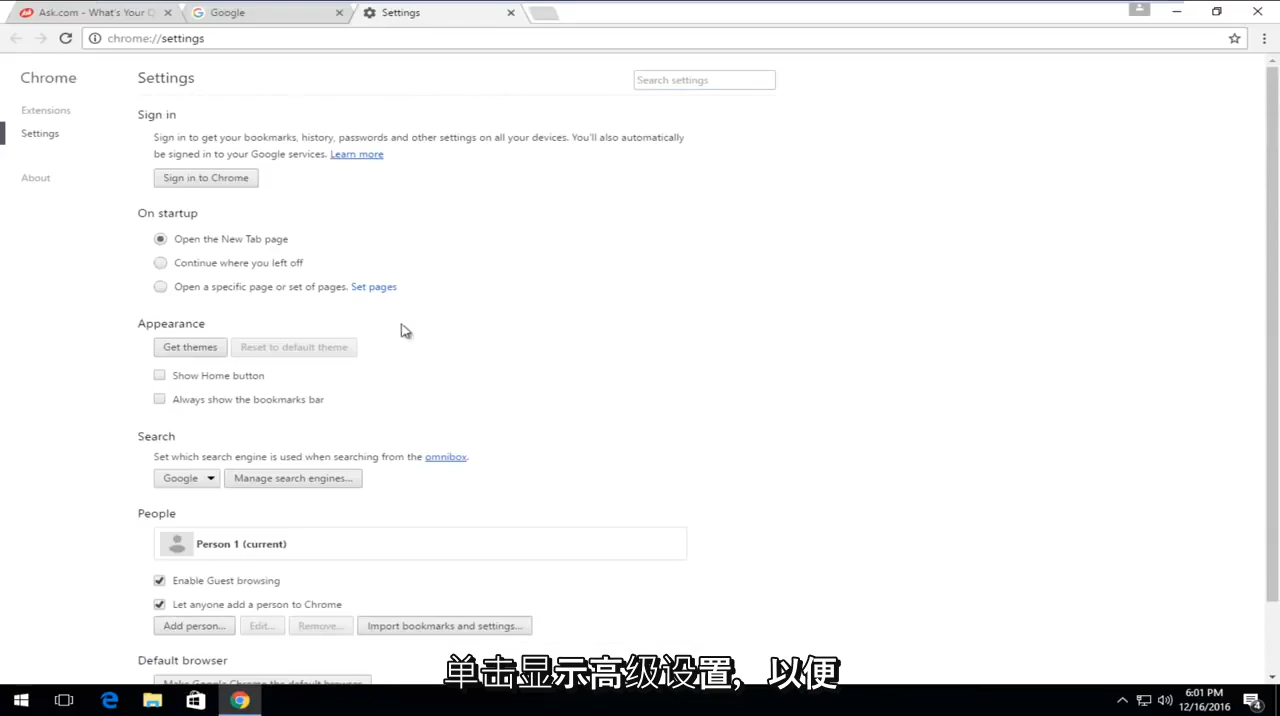 Ask.com - What's Your Q
Google
Settings
chrome://settings
Chrome
Settings
Search settings
Extensions
Settings
About
Sign in
Sign in to get your bookmarks, history, passwords and other settings on all your devices. You'll also automatically
be signed in to your Google services. Learn more
Sign in to Chrome
On startup
Open the New Tab page
Continue where you left off
Open a specific page or set of pages. Set pages
Appearance
Get themes
Reset to default theme
Show Home button
Always show the bookmarks bar
Search
Set which search engine is used when searching from the omnibox.
Google
Manage search engines...
People
Person 1 (current)
Enable Guest browsing
Let anyone add a person to Chrome
Add person...
Edit...
Remove...
Import bookmarks and settings...
Default browser
Make Google Chrome the default browser
单击显示高级设置，以便
6:01 PM
12/16/2016
4